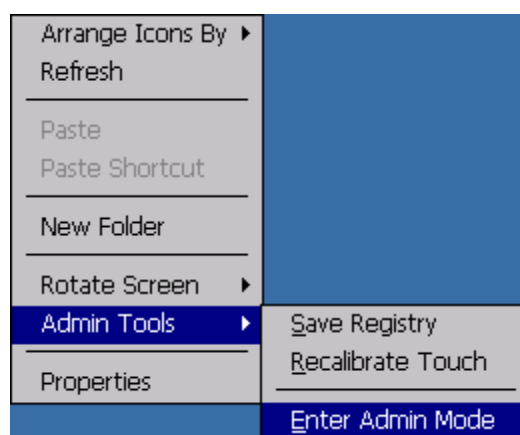 Arrange Icons By
Refresh
Paste
Paste Shortcut
New Folder
Rotate Screen
Admin Tools
Properties
Save Registry
Recalibrate Touch
Enter Admin Mode